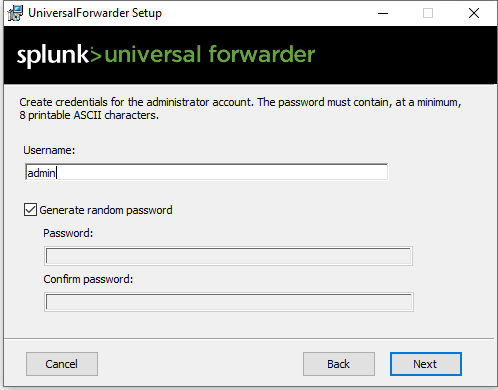 UniversalForwarder Setup
splunk> universal forwarder
Create credentials for the administrator account. The password must contain, at a minimum,
8 printable ASCII characters.
Username:
admin
Generate random password
Password:
Confirm password:
Cancel Back Next